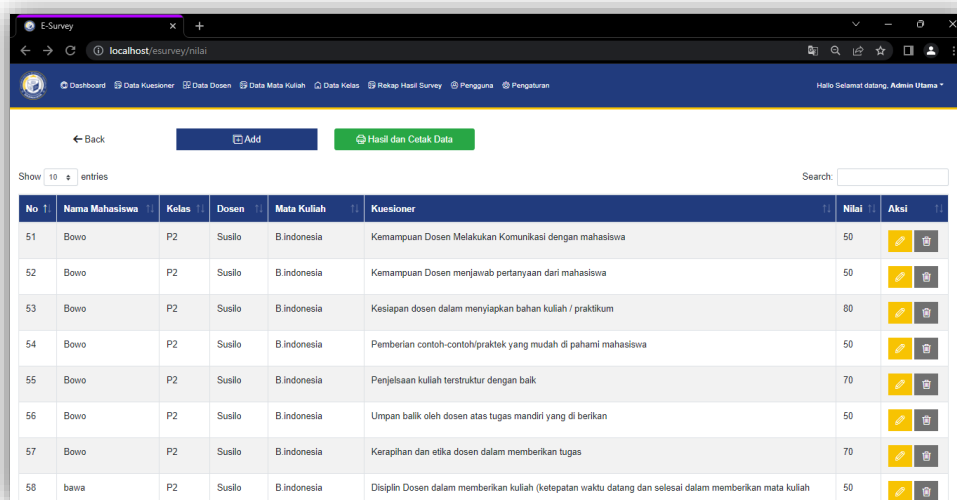 E-Survey
localhost/esurvey/nilai
Dashboard Data Kuesioner Data Dosen Data Mata Kuliah Data Kelas Rekap Hasil Survey Pengguna Pengaturan Hallo Selamat datang, Admin Utama
Back Add Hasil dan Cetak Data
Show 10 entries Search:
No Nama Mahasiswa Kelas Dosen Mata Kuliah Kuesioner Nilai Aksi
51 Bowo P2 Susilo B.indonesia Kemampuan Dosen Melakukan Komunikasi dengan mahasiswa 50
52 Bowo P2 Susilo B.indonesia Kemampuan Dosen menjawab pertanyaan dari mahasiswa 50
53 Bowo P2 Susilo B.indonesia Kesiapan dosen dalam menyiapkan bahan kuliah / praktikum 80
54 Bowo P2 Susilo B.indonesia Pemberian contoh-contoh/praktek yang mudah di pahami mahasiswa 50
55 Bowo P2 Susilo B.indonesia Penjelsaan kuliah terstruktur dengan baik 70
56 Bowo P2 Susilo B.indonesia Umpan balik oleh dosen atas tugas mandiri yang di berikan 50
57 Bowo P2 Susilo B.indonesia Kerapihan dan etika dosen dalam memberikan tugas 70
58 bawa P2 Susilo B.indonesia Disiplin Dosen dalam memberikan kuliah (ketepatan waktu datang dan selesai dalam memberikan mata kuliah 50